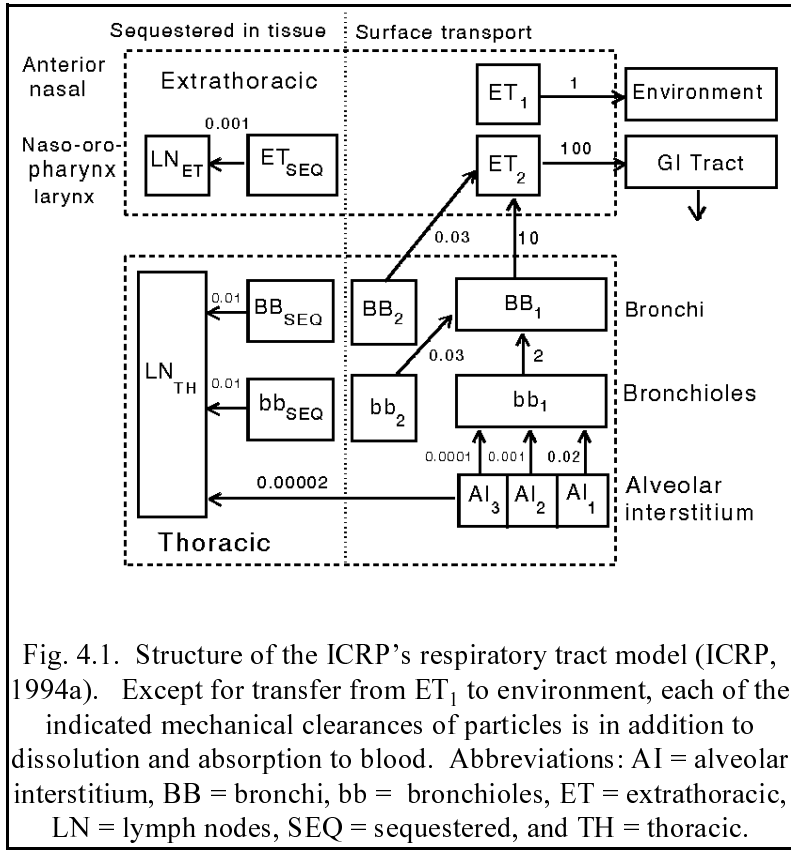 Sequestered in tissue
Surface transport
Anterior
nasal
Extrathoracic
ET1
1
Environment
Naso-oro-
pharynx
larynx
LNET
0.001
ETSEQ
ET2
100
GI Tract
0.03
10
LNTH
0.01
BBSEQ
BB2
BB1
Bronchi
0.03
2
0.01
bbSEQ
bb2
bb1
Bronchioles
0.0001
0.001
0.02
0.00002
AI3
AI2
AI1
Alveolar
interstitium
Thoracic
Fig. 4.1. Structure of the ICRP's respiratory tract model (ICRP,
1994a). Except for transfer from ET1 to environment, each of the
indicated mechanical clearances of particles is in addition to
dissolution and absorption to blood. Abbreviations: AI = alveolar
interstitium, BB = bronchi, bb = bronchioles, ET = extrathoracic,
LN = lymph nodes, SEQ = sequestered, and TH = thoracic.